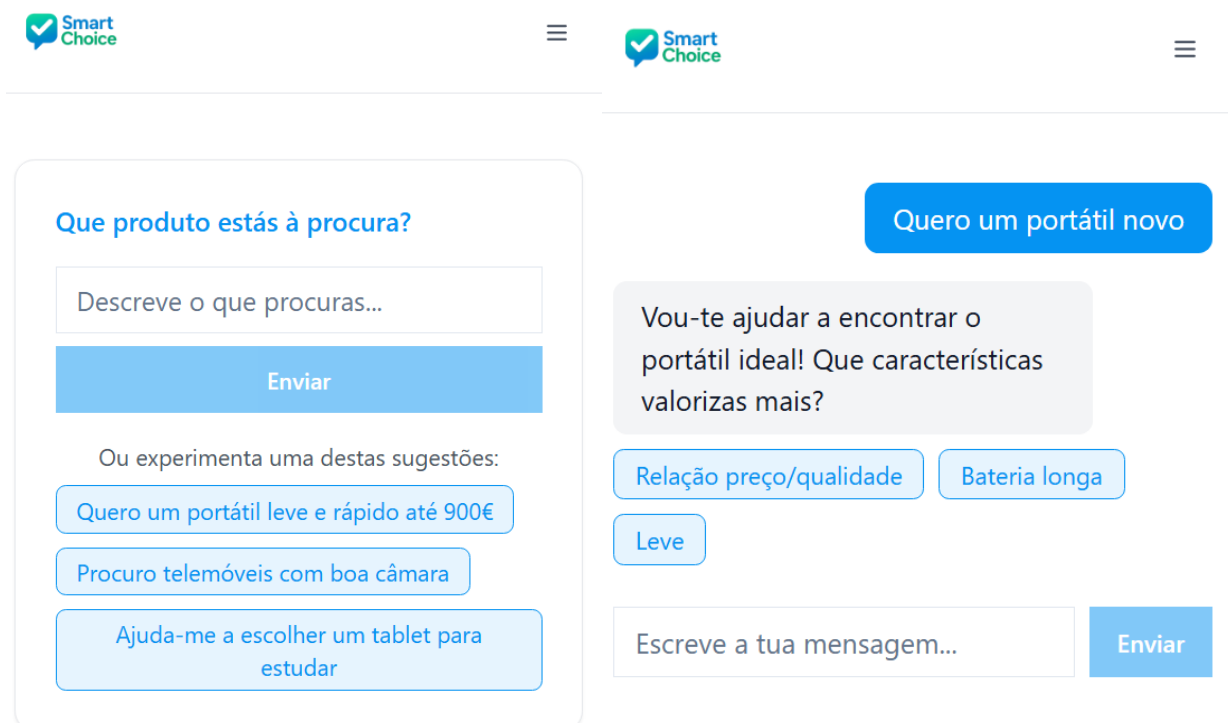 Smart
Choice
Que produto estás à procura?
Descreve o que procuras...
Enviar
Ou experimenta uma destas sugestões:
Quero um portátil leve e rápido até 900€
Procuro telemóveis com boa câmara
Ajuda-me a escolher um tablet para
estudar
Smart
Choice
Quero um portátil novo
Vou-te ajudar a encontrar o
portátil ideal! Que características
valorizas mais?
Relação preço/qualidade
Bateria longa
Leve
Escreve a tua mensagem...
Enviar